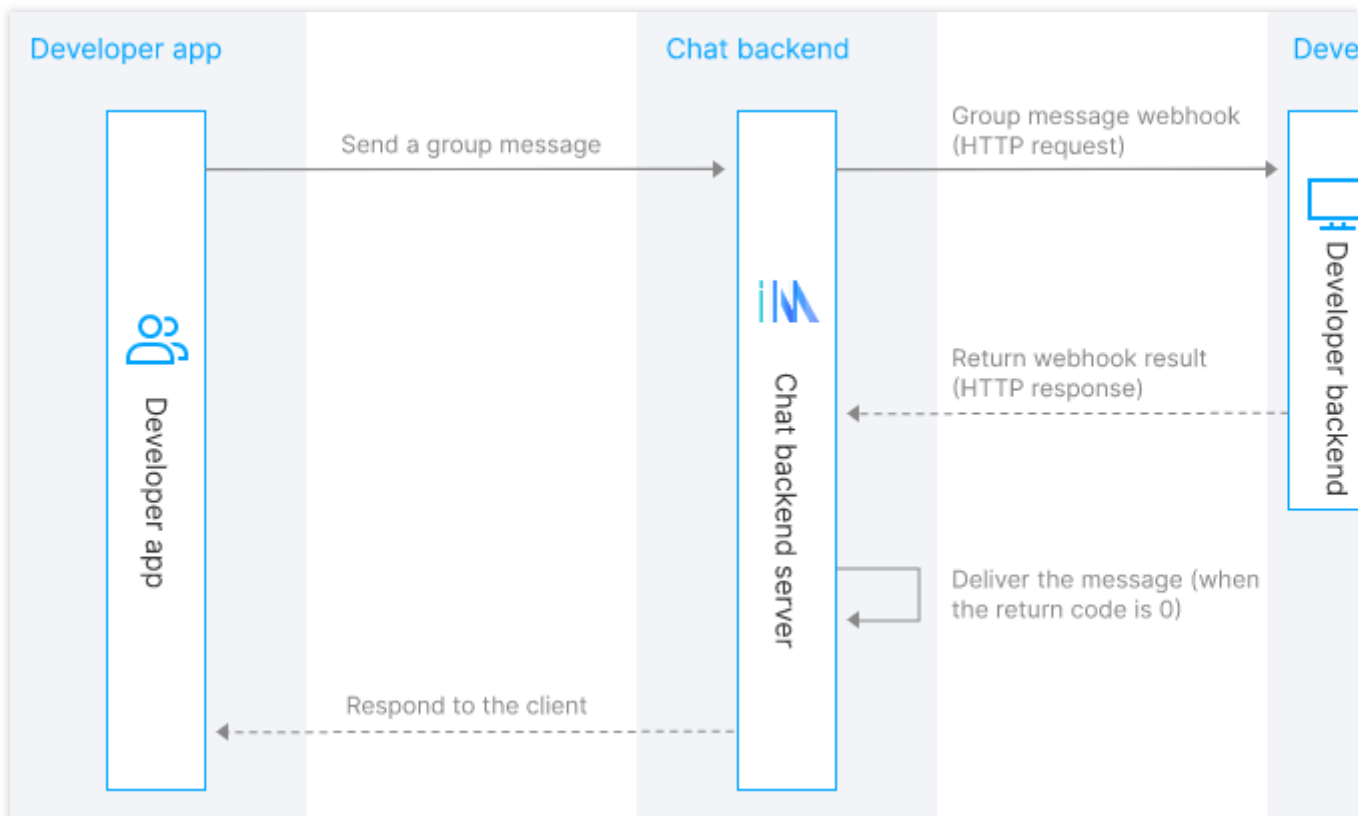 Developer app
Chat backend
Deve
Send a group message
Group message webhook
(HTTP request)
iM
Developer app
Chat backend server
Developer backend
Return webhook result
(HTTP response)
Deliver the message (when
the return code is 0)
Respond to the client